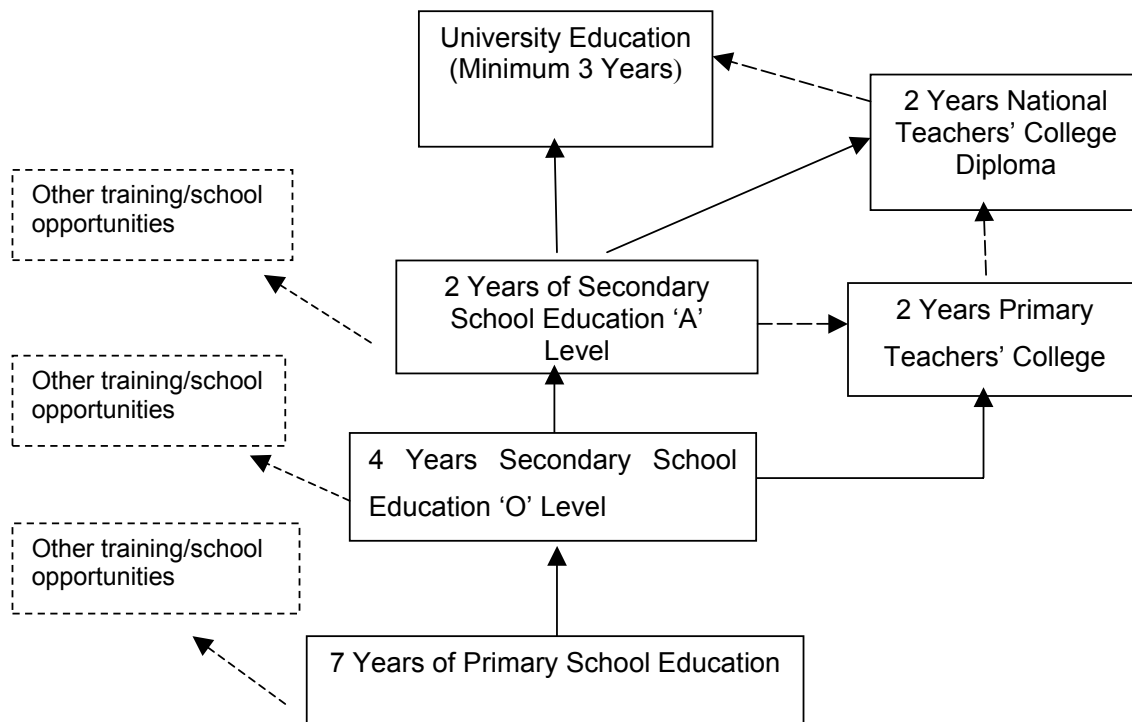 University Education
(Minimum 3 Years)
2 Years National
Teachers’ College
Diploma
Other training/school
opportunities
2 Years of Secondary
School Education ‘A’
Level
2 Years Primary
Teachers’ College
Other training/school
opportunities
4 Years Secondary School
Education ‘O’ Level
Other training/school
opportunities
7 Years of Primary School Education